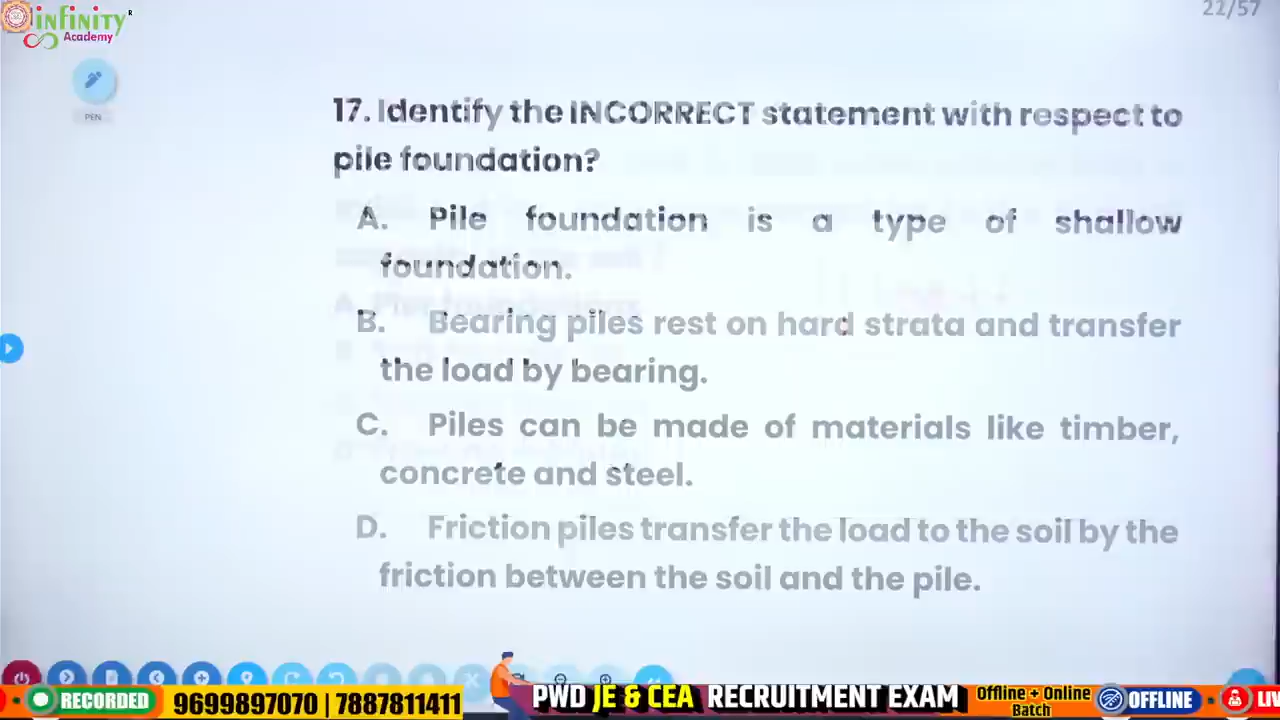 infinity
Academy
22/57
PEN
17. Identify the INCORRECT statement with respect to
pile foundation?
A. Pile foundation is a type of shallow
foundation.
B. Bearing piles rest on hard strata and transfer
the load by bearing.
C. Piles can be made of materials like timber,
concrete and steel.
D. Friction piles transfer the load to the soil by the
friction between the soil and the pile.
RECORDED 9699897070 | 7887811411 PWD JE & CEA RECRUITMENT EXAM Offline + Online Batch OFFLINE LIV